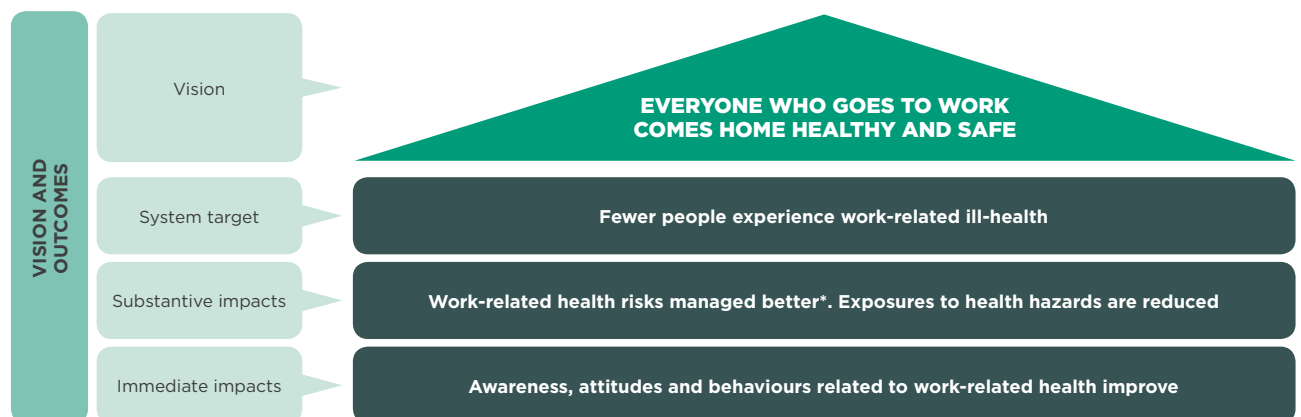 VISION AND
OUTCOMES
Vision
EVERYONE WHO GOES TO WORK
COMES HOME HEALTHY AND SAFE
System target
Fewer people experience work-related ill-health
Substantive impacts
Work-related health risks managed better*. Exposures to health hazards are reduced
Immediate impacts
Awareness, attitudes and behaviours related to work-related health improve